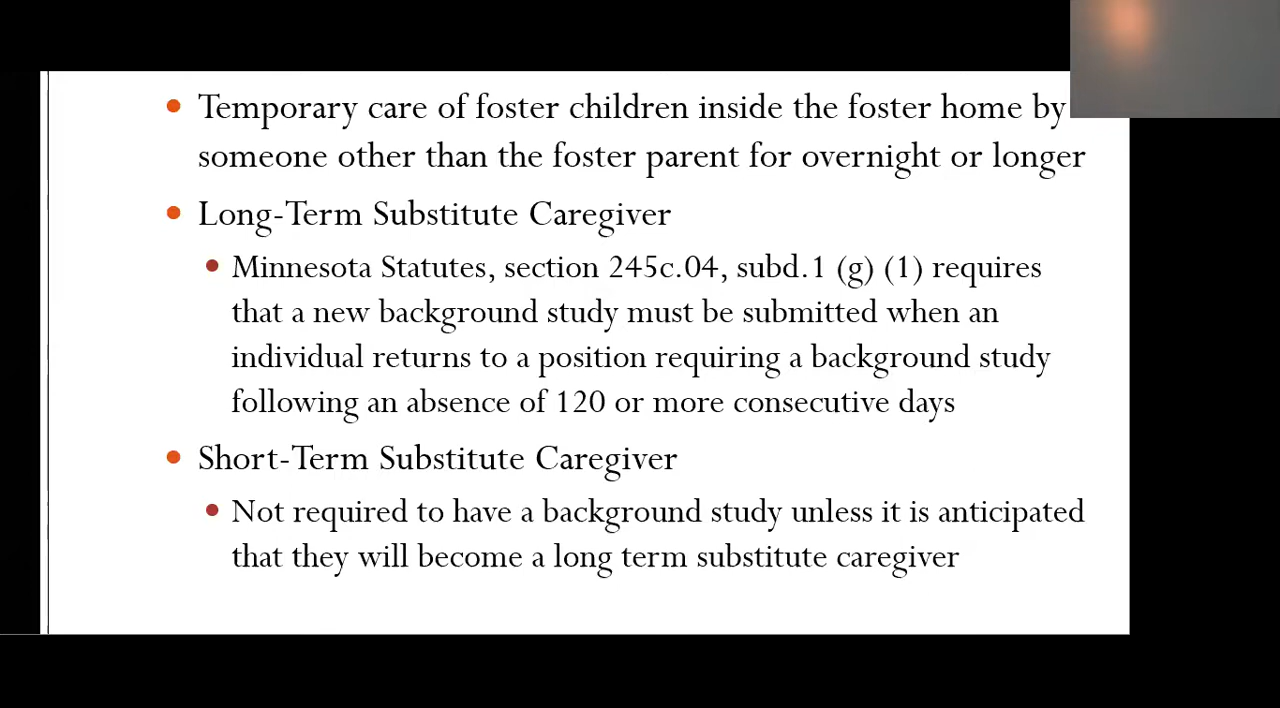 Temporary care of foster children inside the foster home by
someone other than the foster parent for overnight or longer
Long-Term Substitute Caregiver
Minnesota Statutes, section 245c.04, subd.1 (g) (1) requires
that a new background study must be submitted when an
individual returns to a position requiring a background study
following an absence of 120 or more consecutive days
Short-Term Substitute Caregiver
Not required to have a background study unless it is anticipated
that they will become a long term substitute caregiver